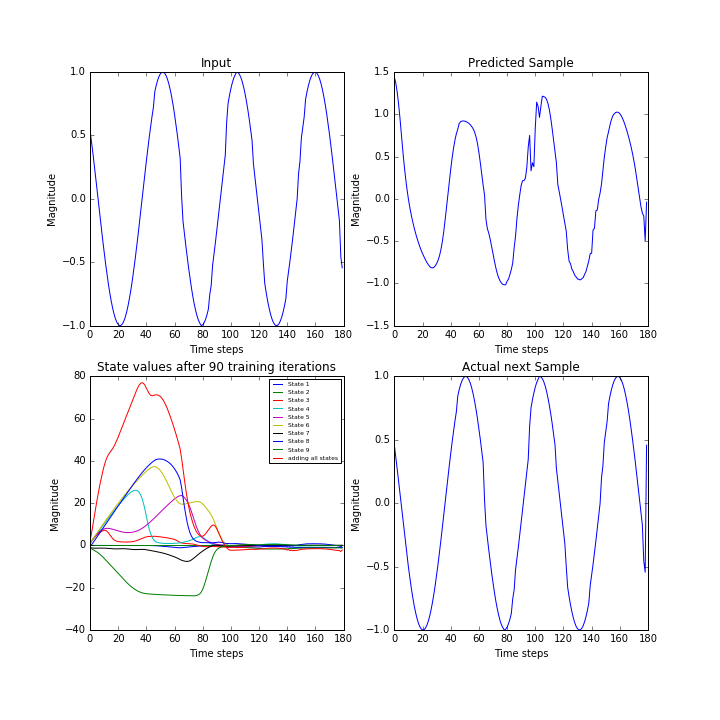 Input
Magnitude
1.0
0.5
0.0
−0.5
−1.0
0 20 40 60 80 100 120 140 160 180
Time steps
Predicted Sample
Magnitude
1.5
1.0
0.5
0.0
−0.5
−1.0
−1.5
0 20 40 60 80 100 120 140 160 180
Time steps
State values after 90 training iterations
Magnitude
80
60
40
20
0
−20
−40
0 20 40 60 80 100 120 140 160 180
Time steps
State 1
State 2
State 3
State 4
State 5
State 6
State 7
State 8
State 9
adding all states
Actual next Sample
Magnitude
1.0
0.5
0.0
−0.5
−1.0
0 20 40 60 80 100 120 140 160 180
Time steps